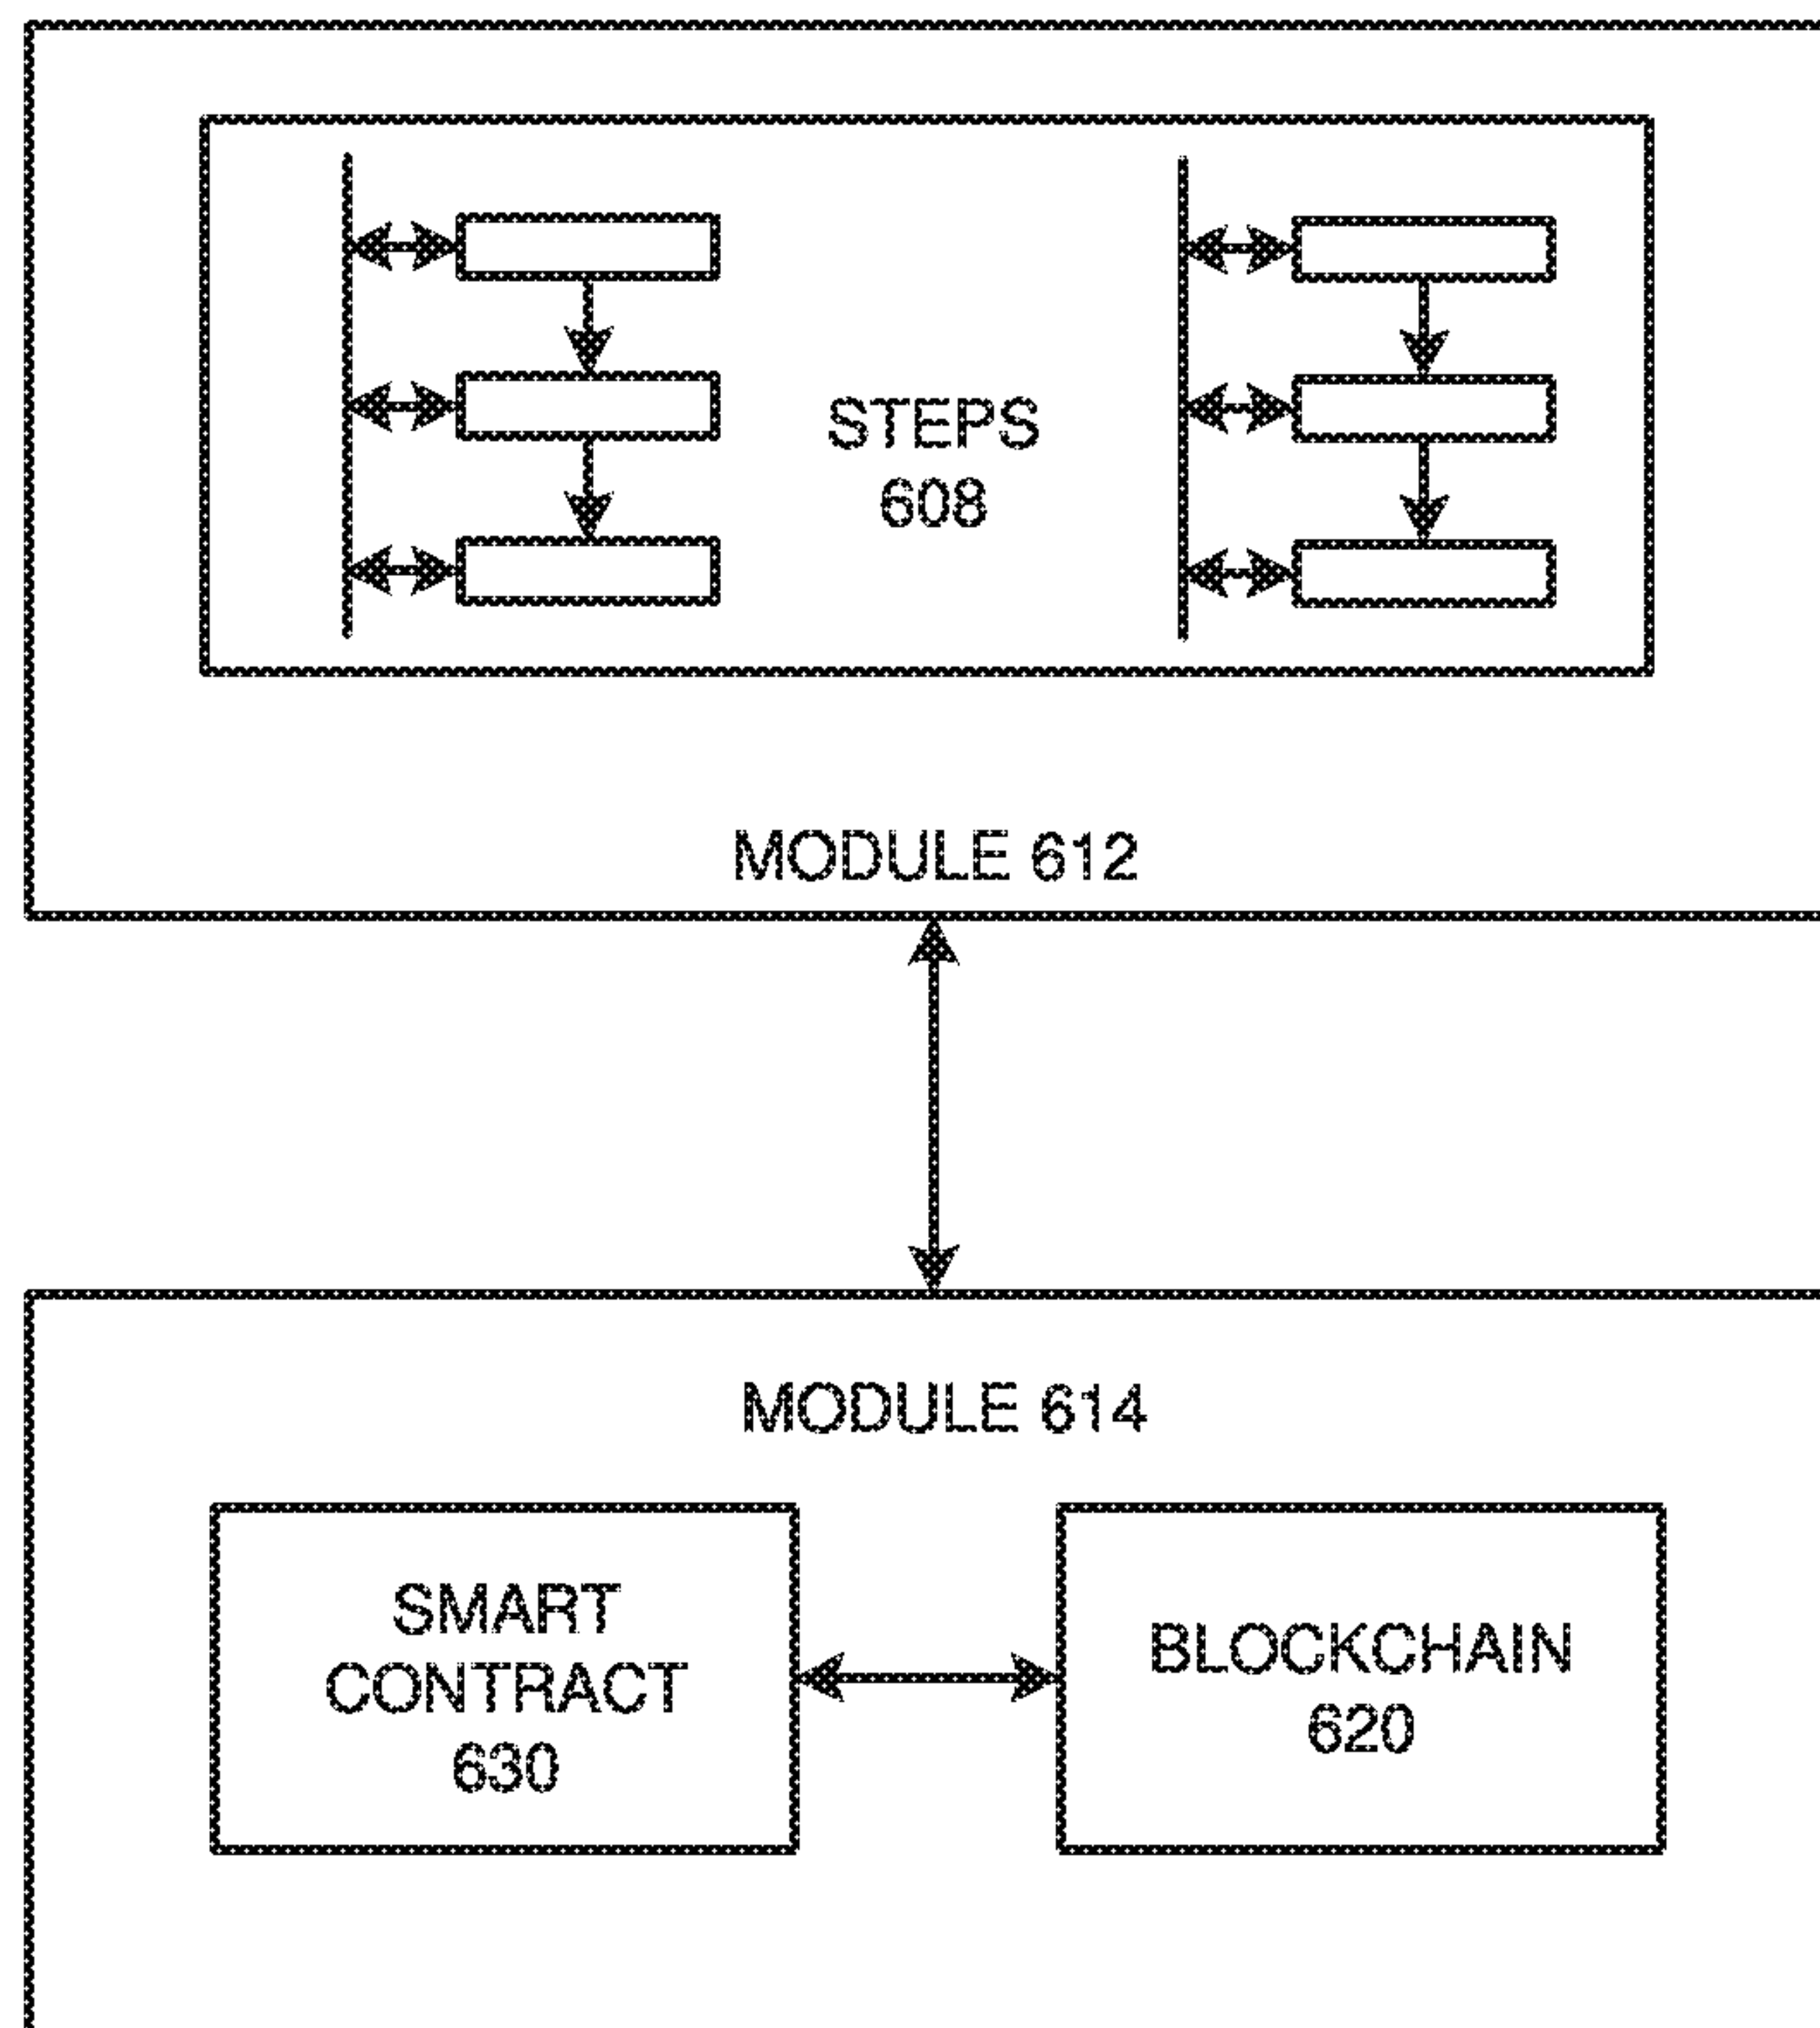 STEPS
608
MODULE 612
MODULE 614
SMART
CONTRACT
630
BLOCKCHAIN
620